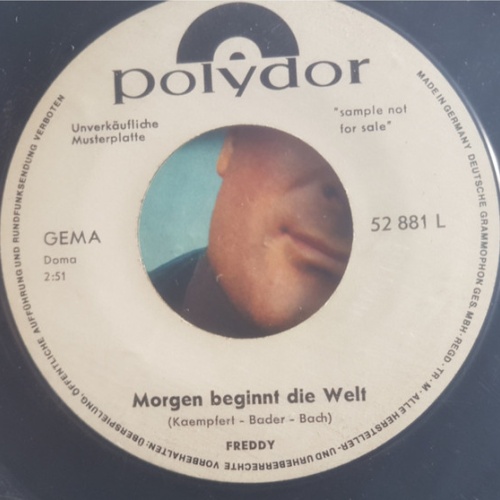 polydor
Unverkäufliche
Musterplatte
"sample not
for sale"
GEMA
Doma
2:51
52 881 L
Morgen beginnt die Welt
(Kaempfert - Bader - Bach)
FREDDY
MADE IN GERMANY DEUTSCHE GRAMMOPHON GES. MBH · REGD · TR · M · ALLE HERSTELLER- UND URHEBERRECHTE VORBEHALTEN: ÜBERSPIELUNG, ÖFFENTLICHE AUFFÜHRUNG UND RUNDFUNKSENDUNG VERBOTEN